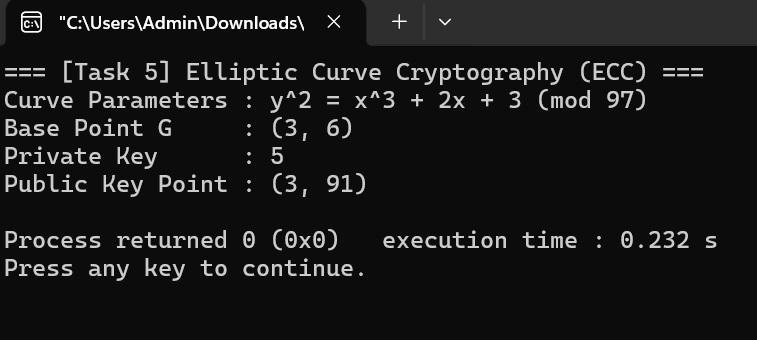 "C:\Users\Admin\Downloads\
=== [Task 5] Elliptic Curve Cryptography (ECC) ===
Curve Parameters : y^2 = x^3 + 2x + 3 (mod 97)
Base Point G     : (3, 6)
Private Key      : 5
Public Key Point : (3, 91)
Process returned 0 (0x0)   execution time : 0.232 s
Press any key to continue.